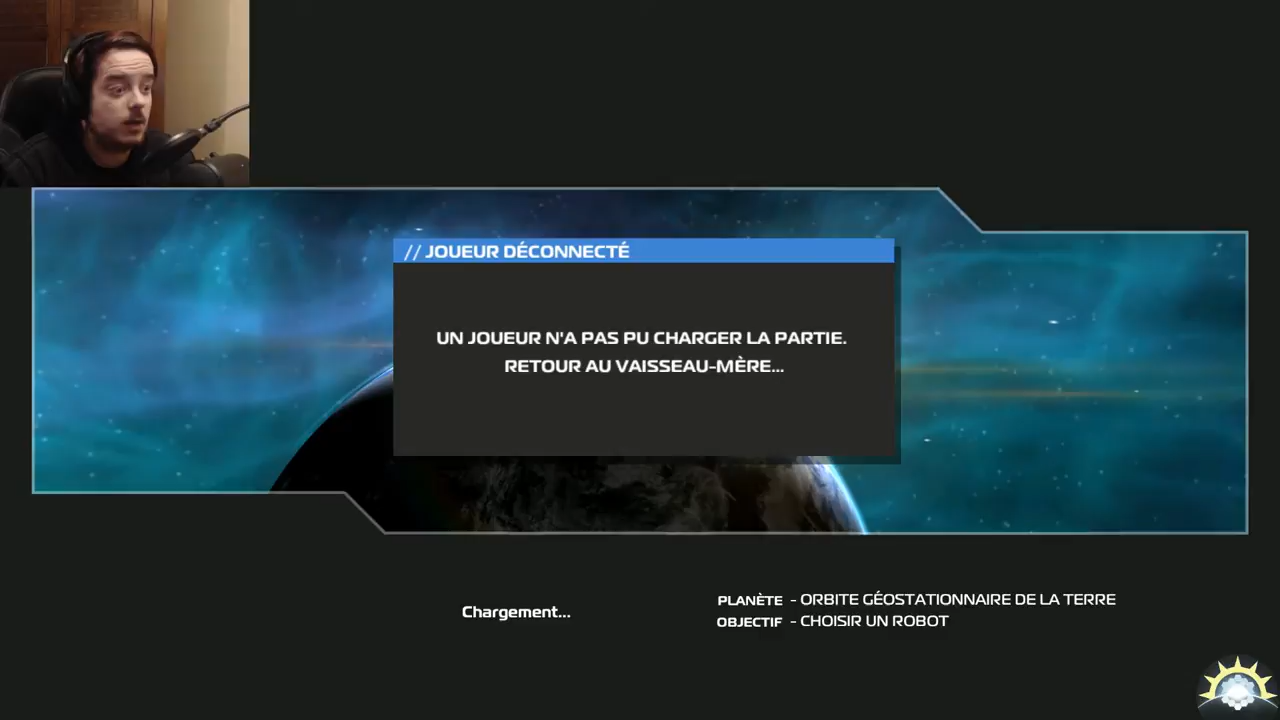 // JOUEUR DÉCONNECTÉ
UN JOUEUR N'A PAS PU CHARGER LA PARTIE.
RETOUR AU VAISSEAU-MÈRE...
Chargement...
PLANÈTE - ORBITE GÉOSTATIONNAIRE DE LA TERRE
OBJECTIF - CHOISIR UN ROBOT